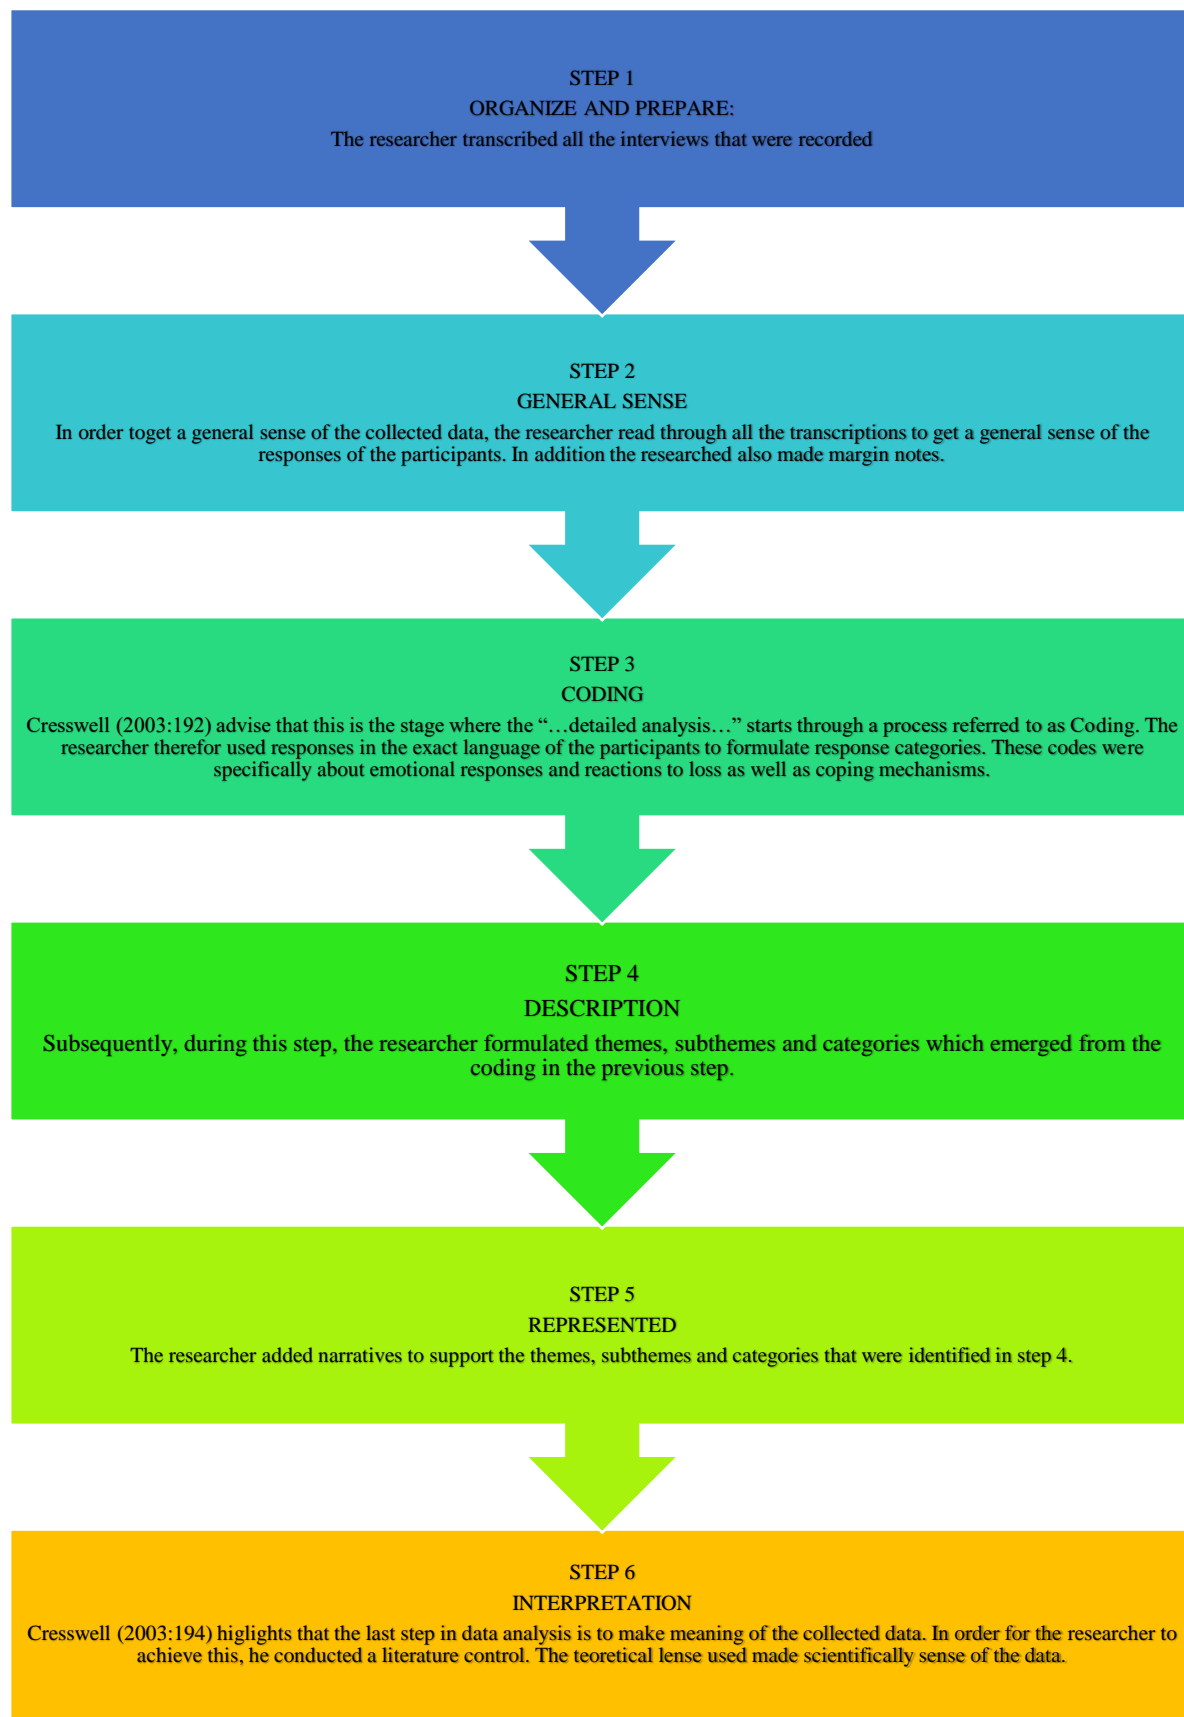 STEP 1
ORGANIZE AND PREPARE:
The researcher transcribed all the interviews that were recorded
STEP 2
GENERAL SENSE
In order toget a general sense of the collected data, the researcher read through all the transcriptions to get a general sense of the
responses of the participants. In addition the researched also made margin notes.
STEP 3
CODING
Cresswell (2003:192) advise that this is the stage where the “…detailed analysis…” starts through a process referred to as Coding. The
researcher therefor used responses in the exact language of the participants to formulate response categories. These codes were
specifically about emotional responses and reactions to loss as well as coping mechanisms.
STEP 4
DESCRIPTION
Subsequently, during this step, the researcher formulated themes, subthemes and categories which emerged from the
coding in the previous step.
STEP 5
REPRESENTED
The researcher added narratives to support the themes, subthemes and categories that were identified in step 4.
STEP 6
INTERPRETATION
Cresswell (2003:194) higlights that the last step in data analysis is to make meaning of the collected data. In order for the researcher to
achieve this, he conducted a literature control. The teoretical lense used made scientifically sense of the data.